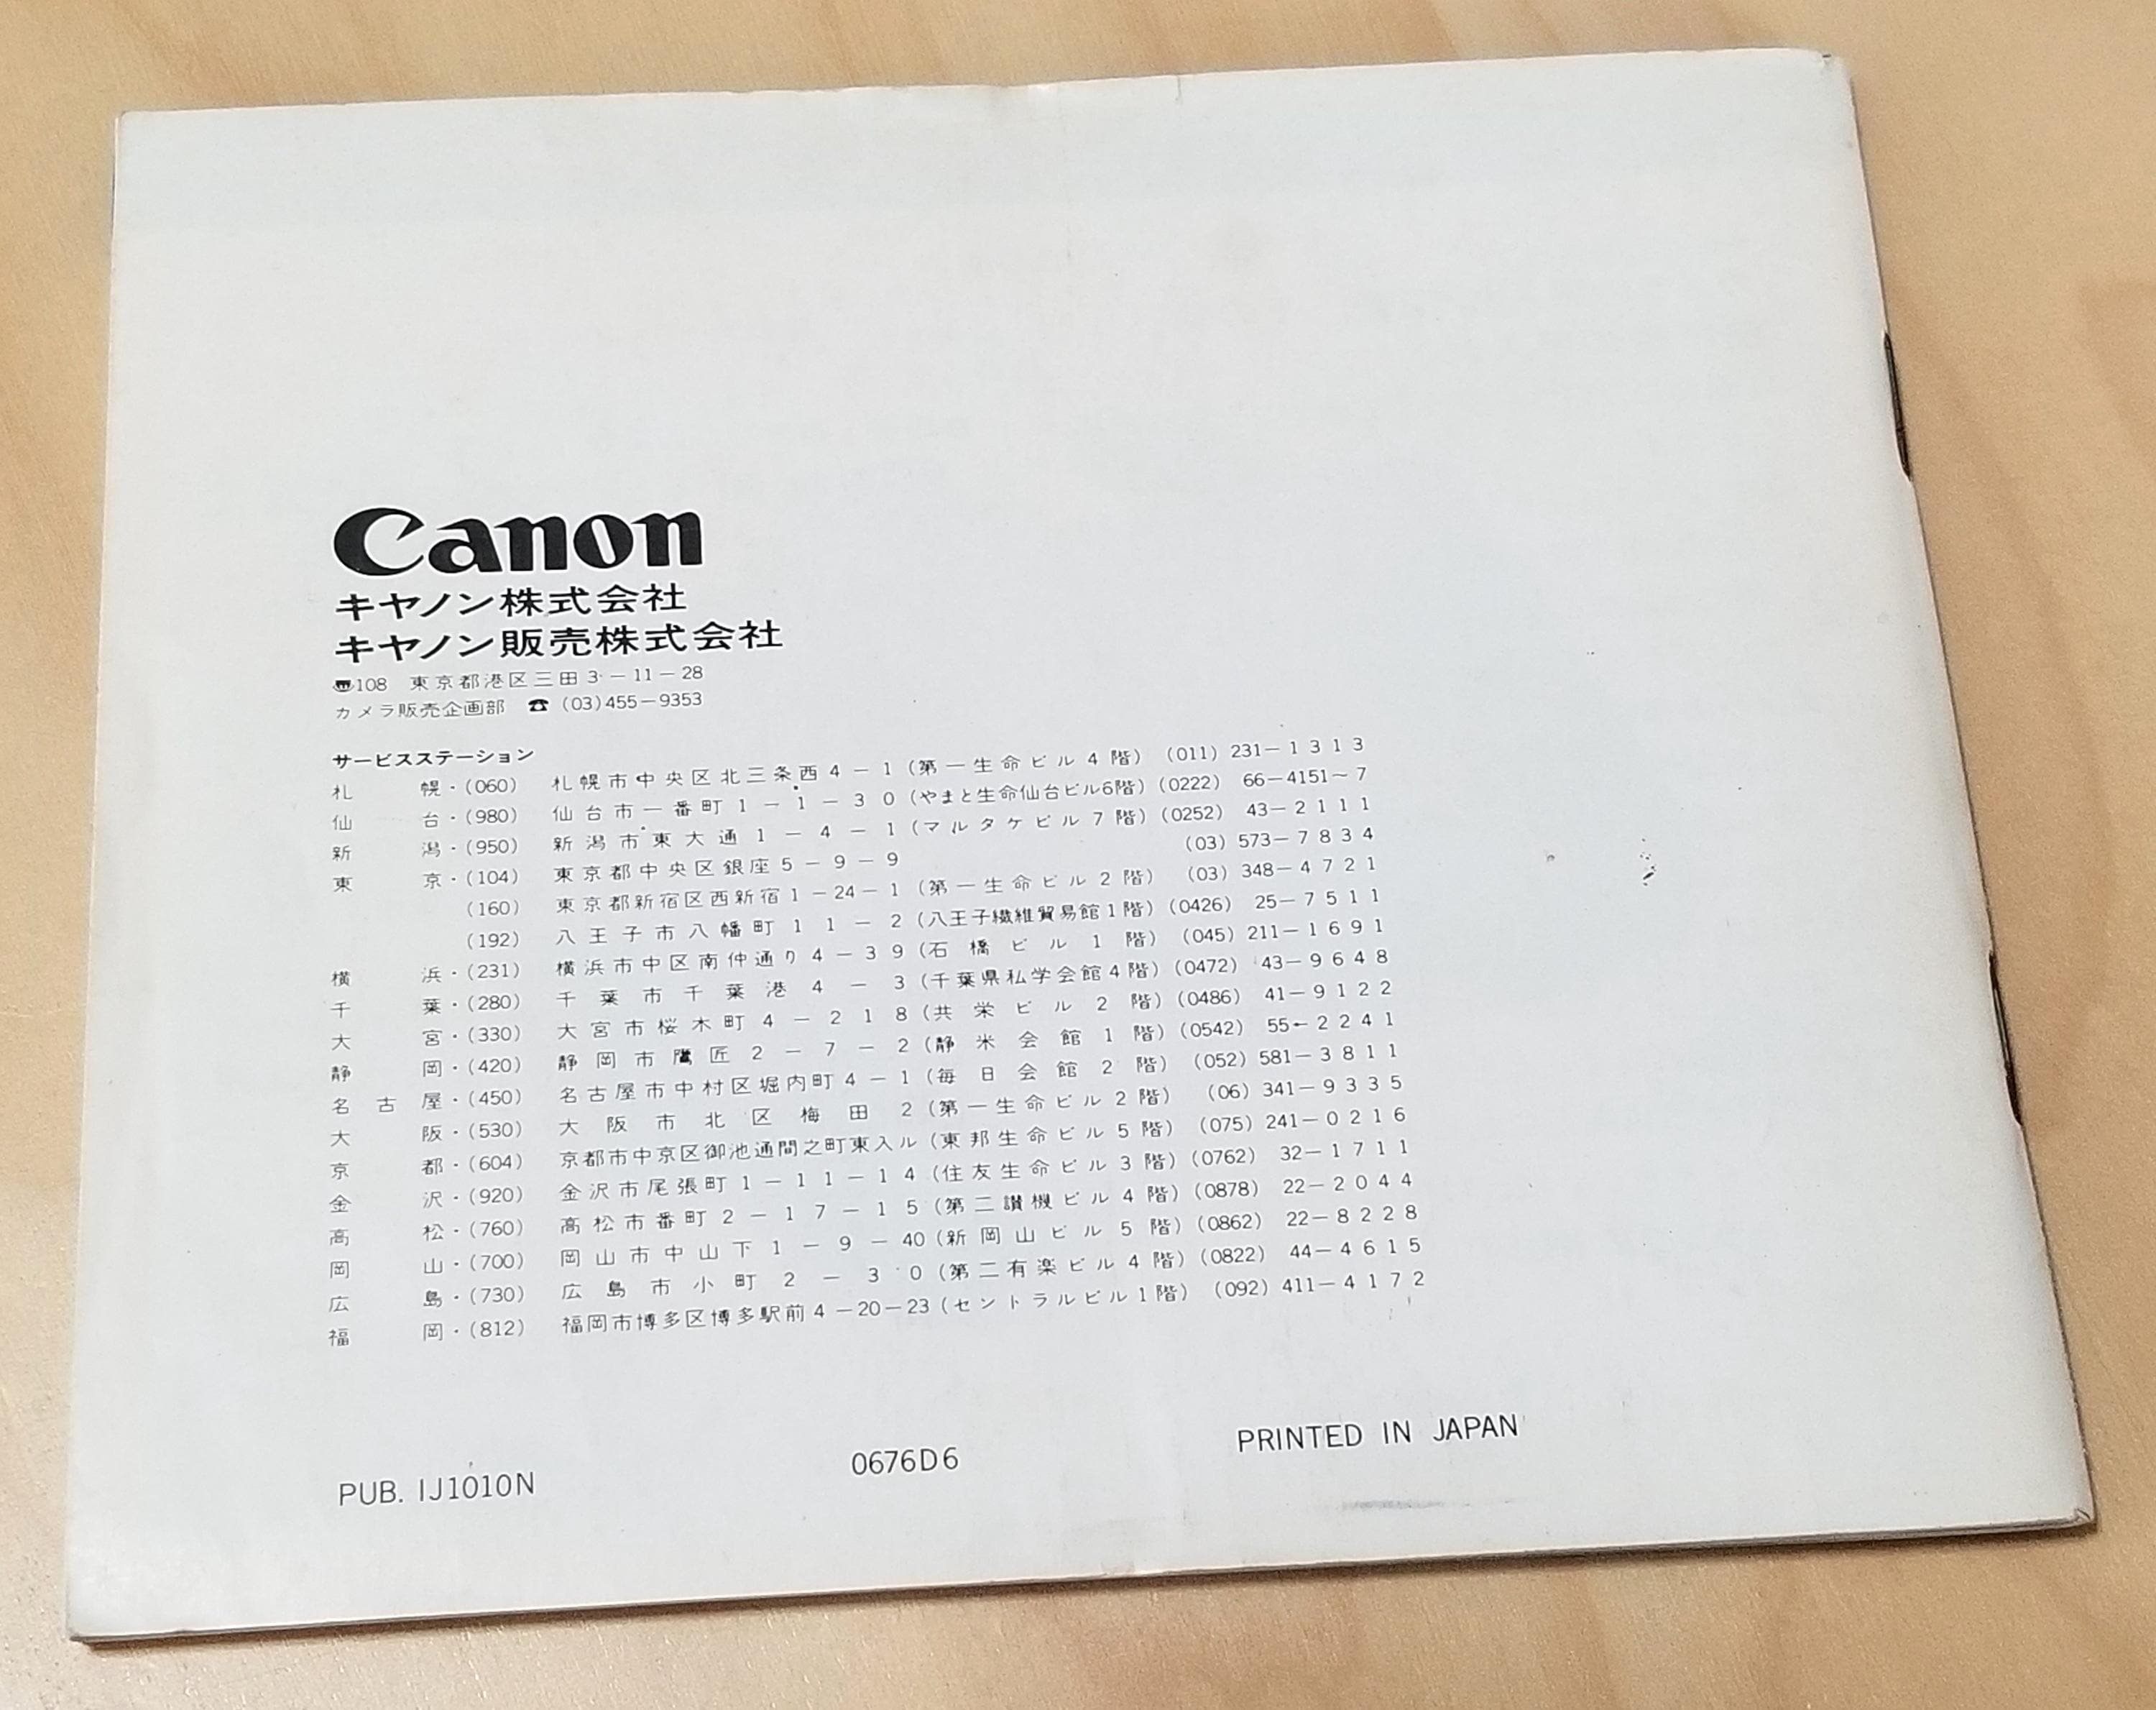 Canon
キヤノン株式会社
キヤノン販売株式会社
〠108 東京都港区三田3-11-28
カメラ販売企画部 ☎ (03)455-9353
サービスステーション
札幌・(060) 札幌市中央区北三条西4-1(第一生命ビル4階) (011) 231-1313
仙台・(980) 仙台市一番町1-1-30(やまと生命仙台ビル6階) (0222) 66-4151~7
新潟・(950) 新潟市東大通1-4-1(マルタケビル7階) (0252) 43-2111
東京・(104) 東京都中央区銀座5-9-9 (03) 573-7834
(160) 東京都新宿区西新宿1-24-1(第一生命ビル2階) (03) 348-4721
(192) 八王子市八幡町11-2(八王子繊維貿易館1階) (0426) 25-7511
横浜・(231) 横浜市中区南仲通り4-39(石橋ビル1階) (045) 211-1691
千葉・(280) 千葉市千葉港4-3(千葉県私学会館4階) (0472) 43-9648
大宮・(330) 大宮市桜木町4-218(共栄ビル2階) (0486) 41-9122
静岡・(420) 静岡市鷹匠2-7-2(静米会館1階) (0542) 55-2241
名古屋・(450) 名古屋市中村区堀内町4-1(毎日会館2階) (052) 581-3811
大阪・(530) 大阪市北区梅田2(第一生命ビル2階) (06) 341-9335
京都・(604) 京都市中京区御池通間之町東入ル(東邦生命ビル5階) (075) 241-0216
金沢・(920) 金沢市尾張町1-11-14(住友生命ビル3階) (0762) 32-1711
高松・(760) 高松市番町2-17-15(第二讃機ビル4階) (0878) 22-2044
岡山・(700) 岡山市中山下1-9-40(新岡山ビル5階) (0862) 22-8228
広島・(730) 広島市小町2-30(第二有楽ビル4階) (0822) 44-4615
福岡・(812) 福岡市博多区博多駅前4-20-23(セントラルビル1階) (092) 411-4172
PUB. IJ1010N 0676D6 PRINTED IN JAPAN